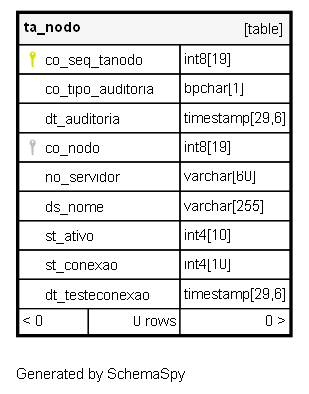 ta_nodo [table]
co_seq_tanodo int8[19]
co_tipo_auditoria bpchar[1]
dt_auditoria timestamp[29,6]
co_nodo int8[19]
no_servidor varchar[60]
ds_nome varchar[255]
st_ativo int4[10]
st_conexao int4[10]
dt_testeconexao timestamp[29,6]
< 0 0 rows 0 >
Generated by SchemaSpy